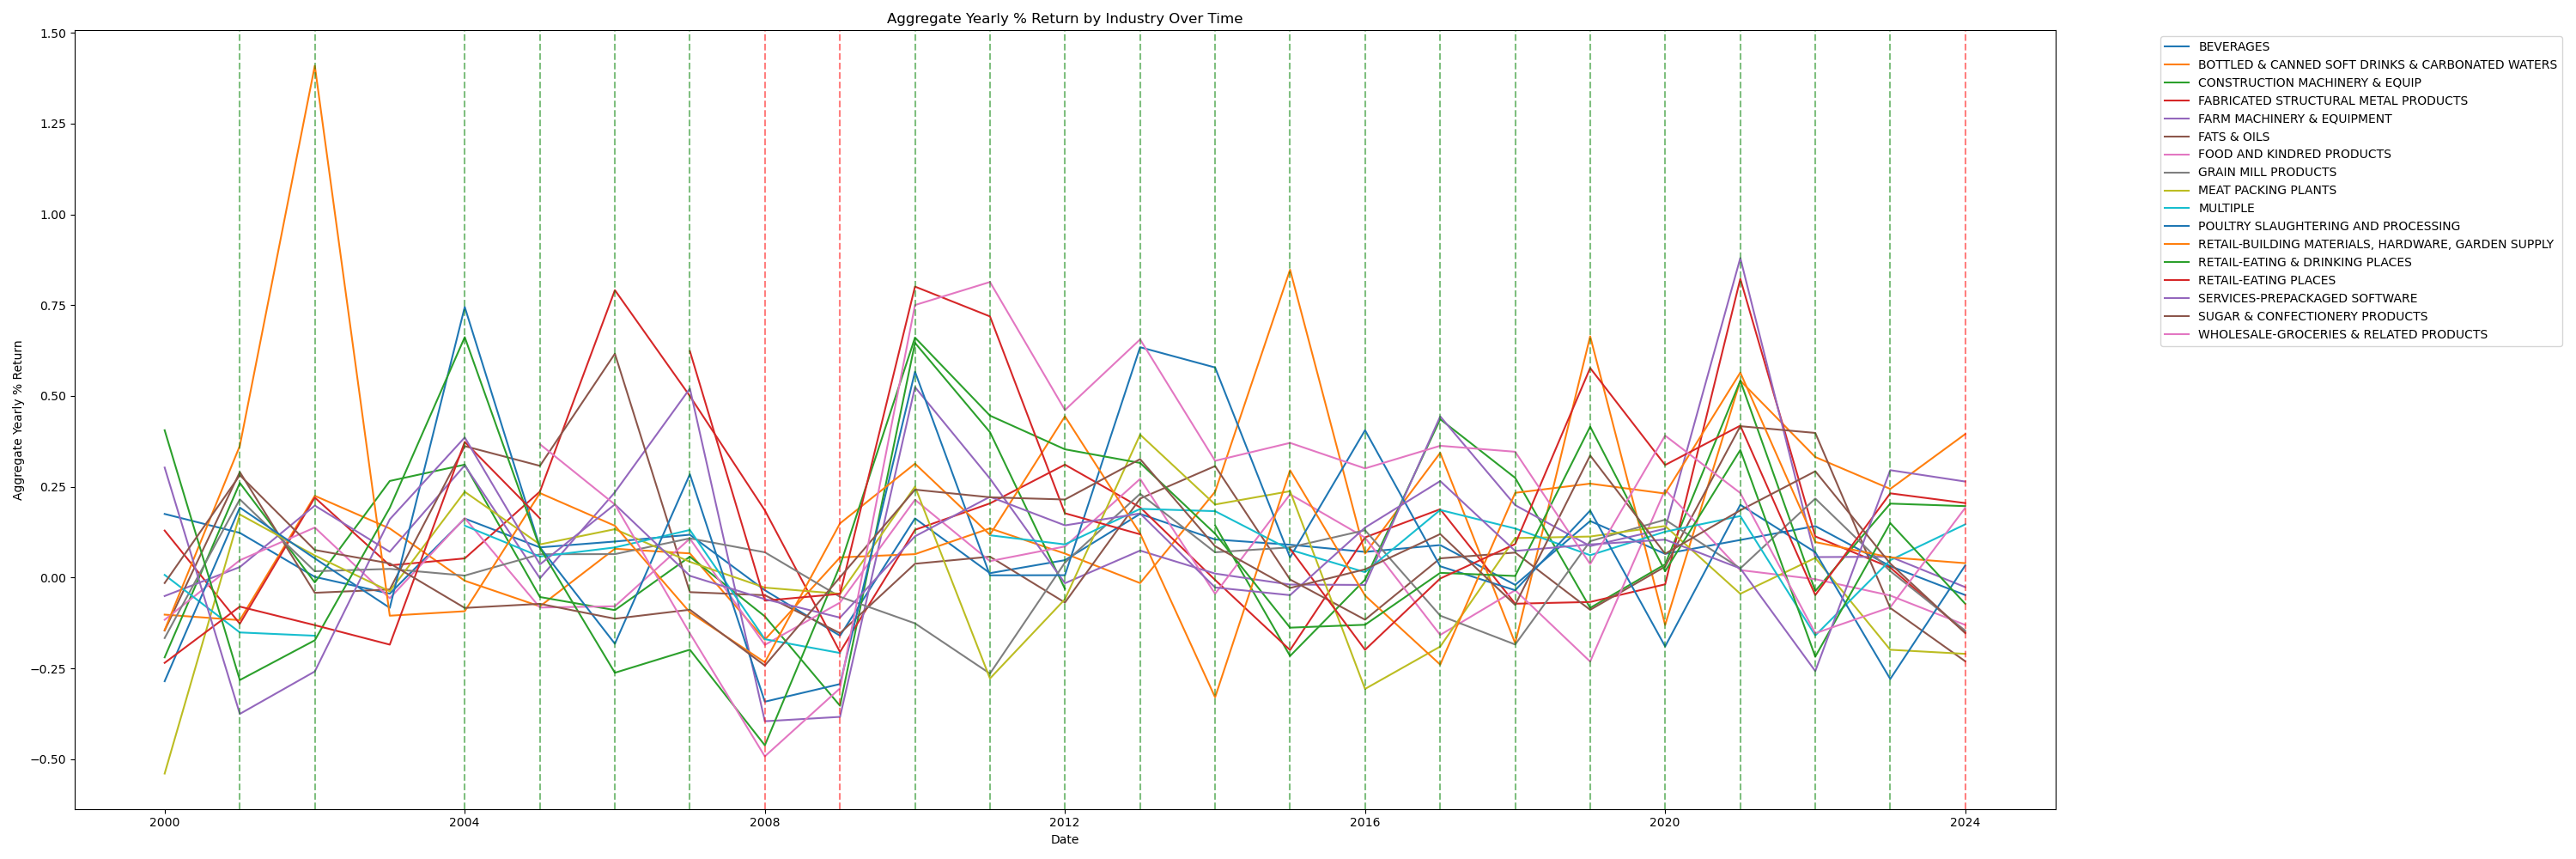 Aggregate Yearly % Return by Industry Over Time
Aggregate Yearly % Return
1.50
1.25
1.00
0.75
0.50
0.25
0.00
−0.25
−0.50
2000
2004
2008
2012
2016
2020
2024
Date
BEVERAGES
BOTTLED & CANNED SOFT DRINKS & CARBONATED WATERS
CONSTRUCTION MACHINERY & EQUIP
FABRICATED STRUCTURAL METAL PRODUCTS
FARM MACHINERY & EQUIPMENT
FATS & OILS
FOOD AND KINDRED PRODUCTS
GRAIN MILL PRODUCTS
MEAT PACKING PLANTS
MULTIPLE
POULTRY SLAUGHTERING AND PROCESSING
RETAIL-BUILDING MATERIALS, HARDWARE, GARDEN SUPPLY
RETAIL-EATING & DRINKING PLACES
RETAIL-EATING PLACES
SERVICES-PREPACKAGED SOFTWARE
SUGAR & CONFECTIONERY PRODUCTS
WHOLESALE-GROCERIES & RELATED PRODUCTS